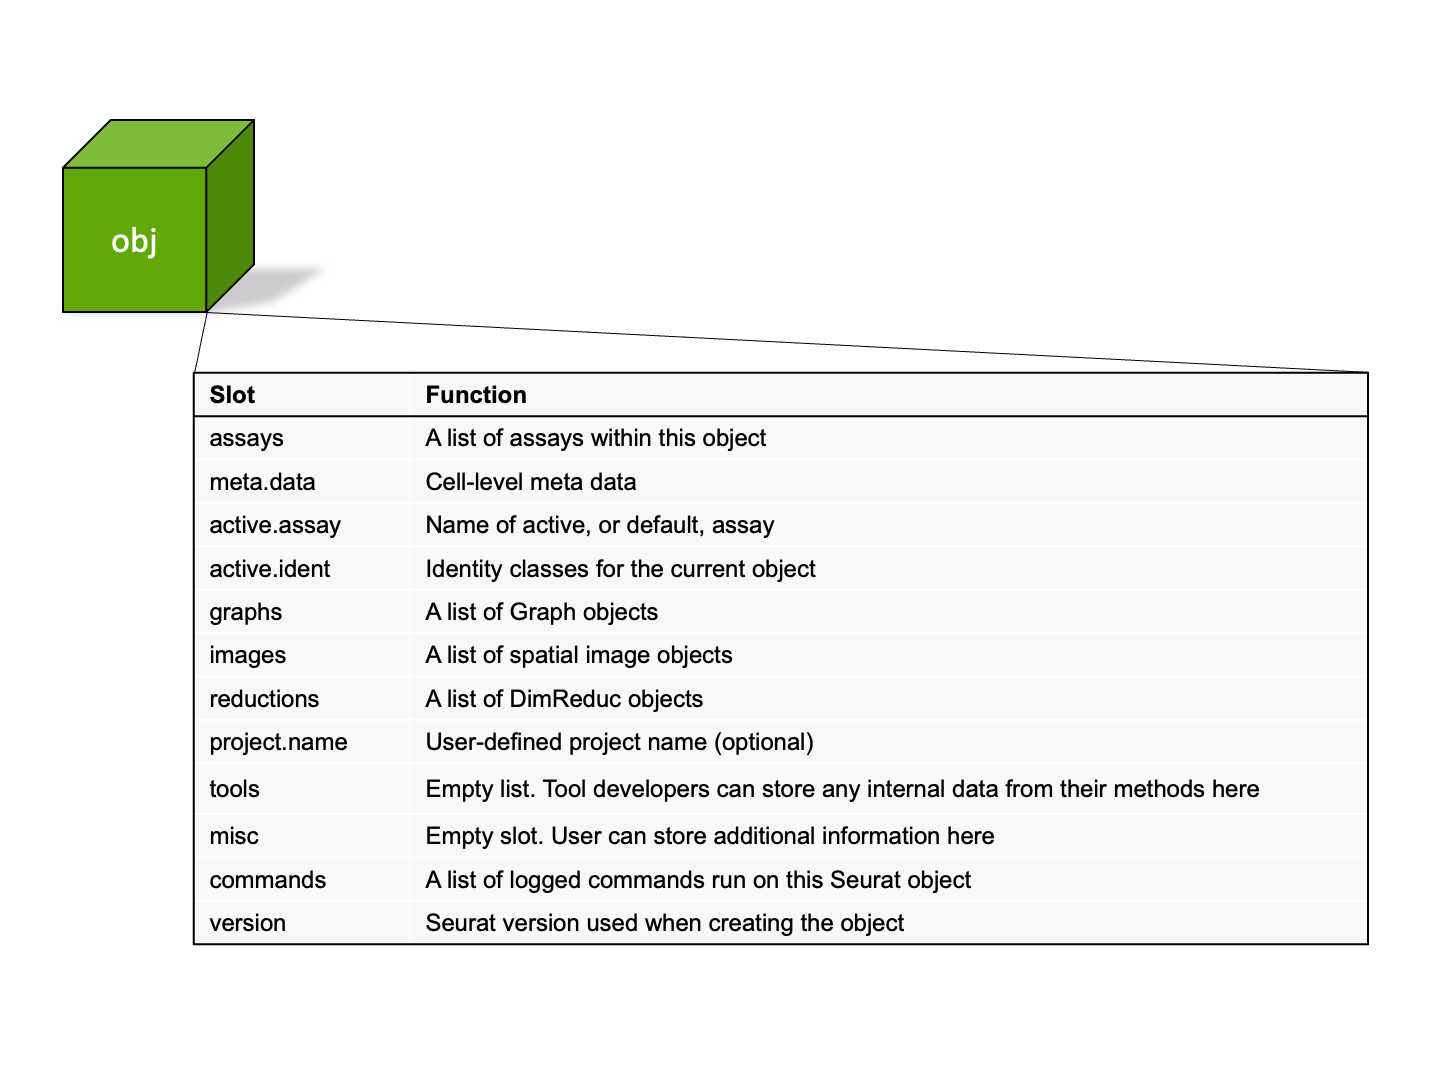 obj
Slot Function
assays A list of assays within this object
meta.data Cell-level meta data
active.assay Name of active, or default, assay
active.ident Identity classes for the current object
graphs A list of Graph objects
images A list of spatial image objects
reductions A list of DimReduc objects
project.name User-defined project name (optional)
tools Empty list. Tool developers can store any internal data from their methods here
misc Empty slot. User can store additional information here
commands A list of logged commands run on this Seurat object
version Seurat version used when creating the object